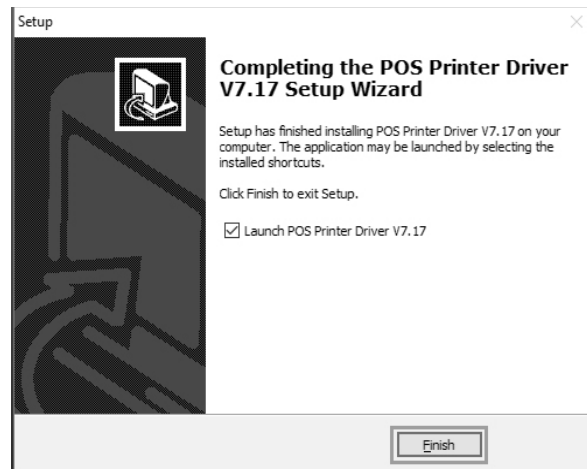 Setup
Completing the POS Printer Driver
V7.17 Setup Wizard
Setup has finished installing POS Printer Driver V7.17 on your
computer. The application may be launched by selecting the
installed shortcuts.
Click Finish to exit Setup.
Launch POS Printer Driver V7.17
Finish